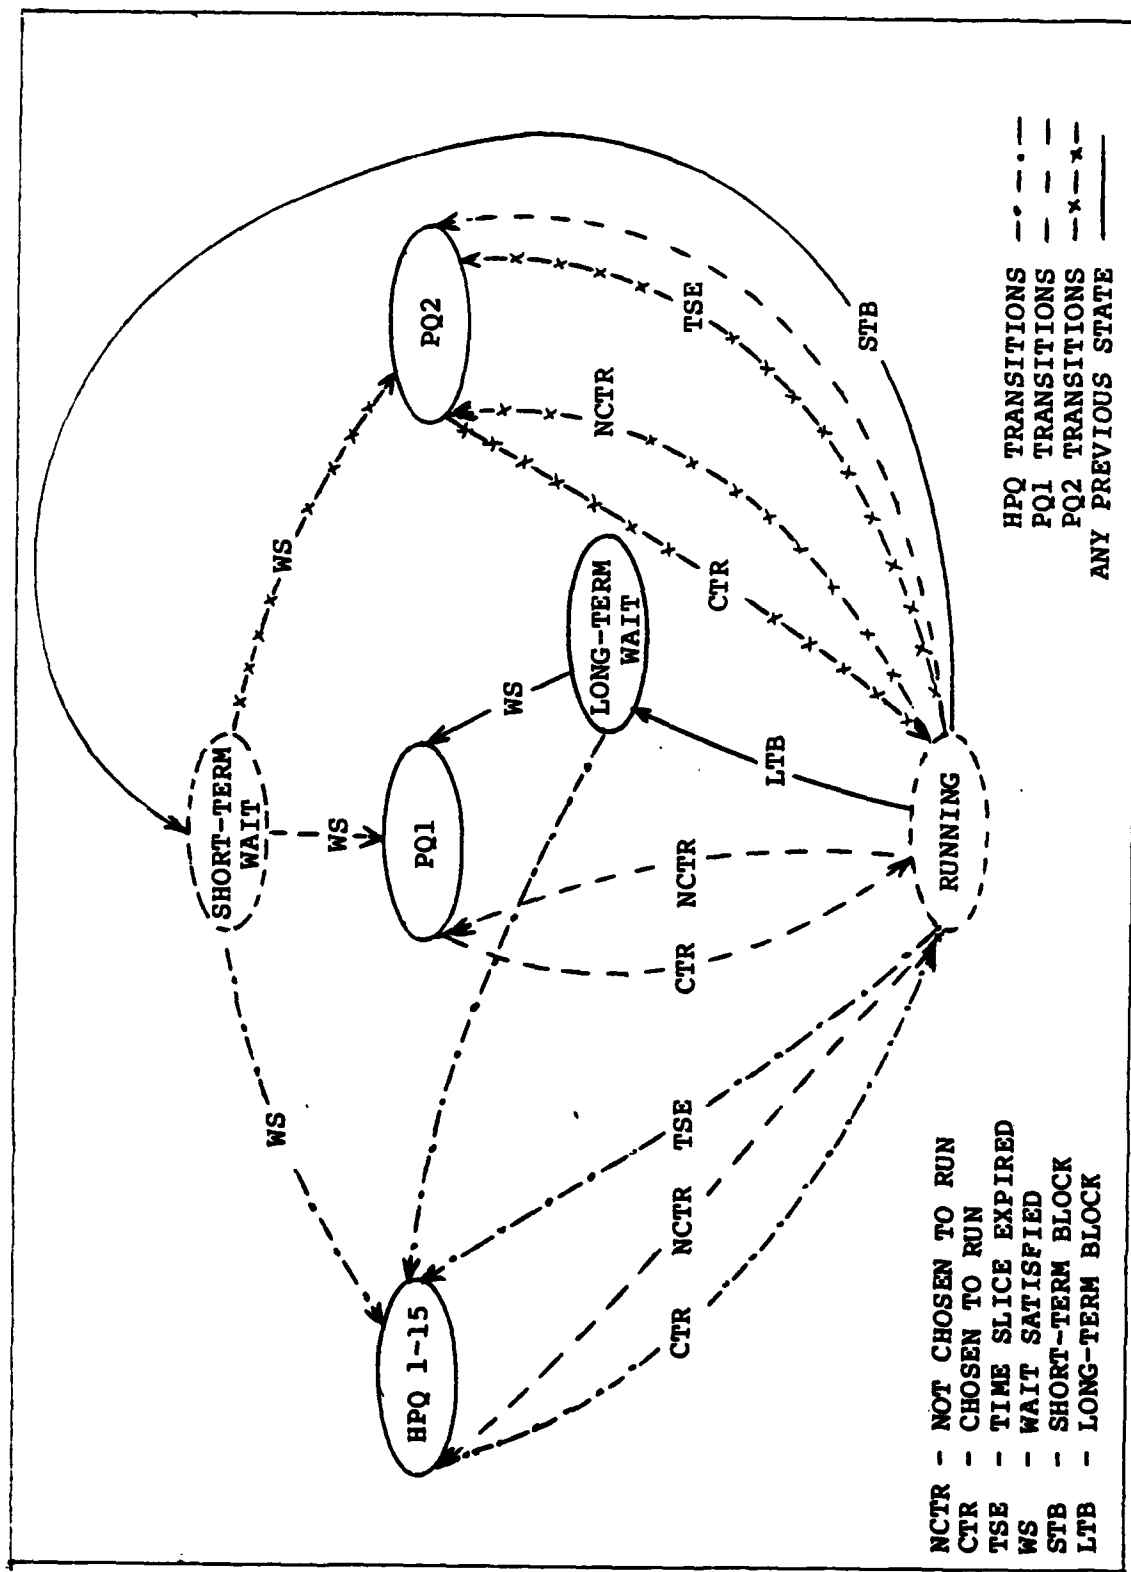 SHORT-TERM
WAIT
WS
WS
WS
HPQ 1-15
PQ1
PQ2
WS
LONG-TERM
WAIT
CTR
NCTR
TSE
CTR
NCTR
LTB
CTR
NCTR
TSE
STB
RUNNING
NCTR - NOT CHOSEN TO RUN
CTR - CHOSEN TO RUN
TSE - TIME SLICE EXPIRED
WS - WAIT SATISFIED
STB - SHORT-TERM BLOCK
LTB - LONG-TERM BLOCK
HPQ TRANSITIONS
PQ1 TRANSITIONS
PQ2 TRANSITIONS
ANY PREVIOUS STATE